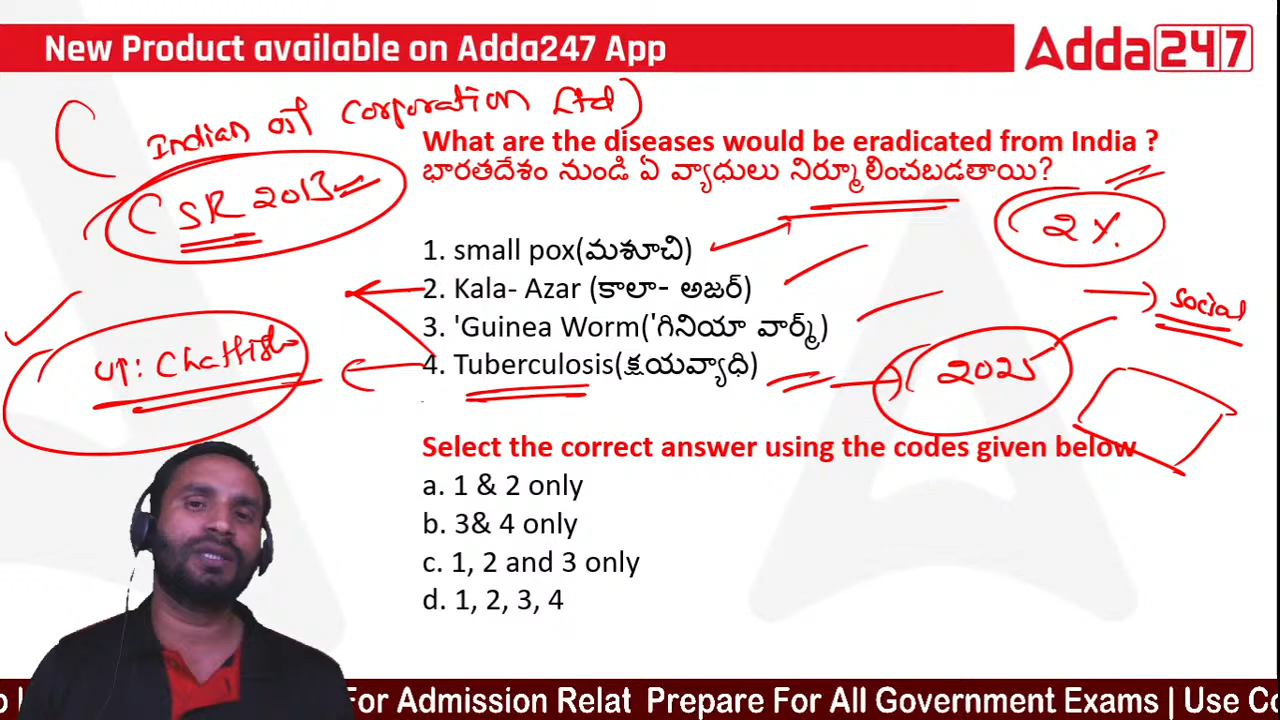 New Product available on Adda247 App
Adda247
(Indian oil corporation Ltd)
What are the diseases would be eradicated from India ?
భారతదేశం నుండి ఏ వ్యాధులు నిర్మూలించబడతాయి?
CSR 2013
2%
1. small pox(మశూచి)
2. Kala- Azar (కాలా- అజర్)
social
3. 'Guinea Worm('గినియా వార్మ్)
UP: Chattish
4. Tuberculosis(క్షయవ్యాధి)
2025
Select the correct answer using the codes given below
a. 1 & 2 only
b. 3& 4 only
c. 1, 2 and 3 only
d. 1, 2, 3, 4
For Admission Relat Prepare For All Government Exams | Use Co